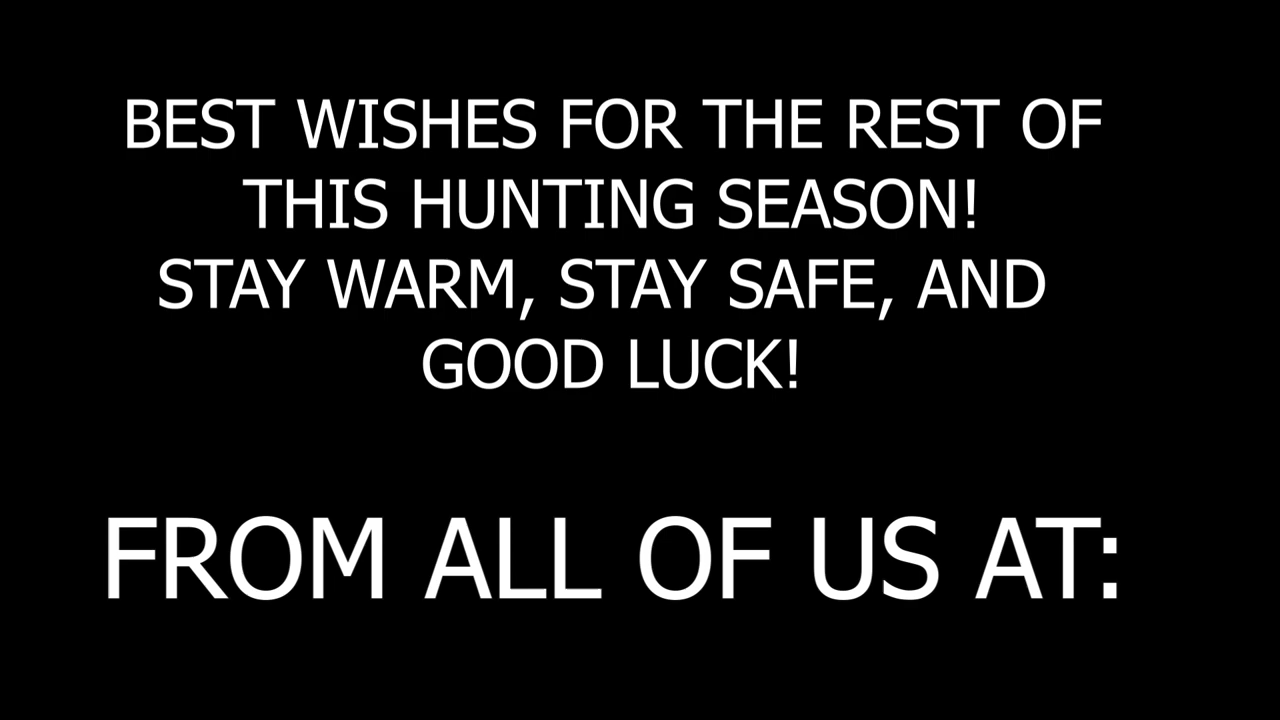 BEST WISHES FOR THE REST OF
THIS HUNTING SEASON!
STAY WARM, STAY SAFE, AND
GOOD LUCK!
FROM ALL OF US AT: